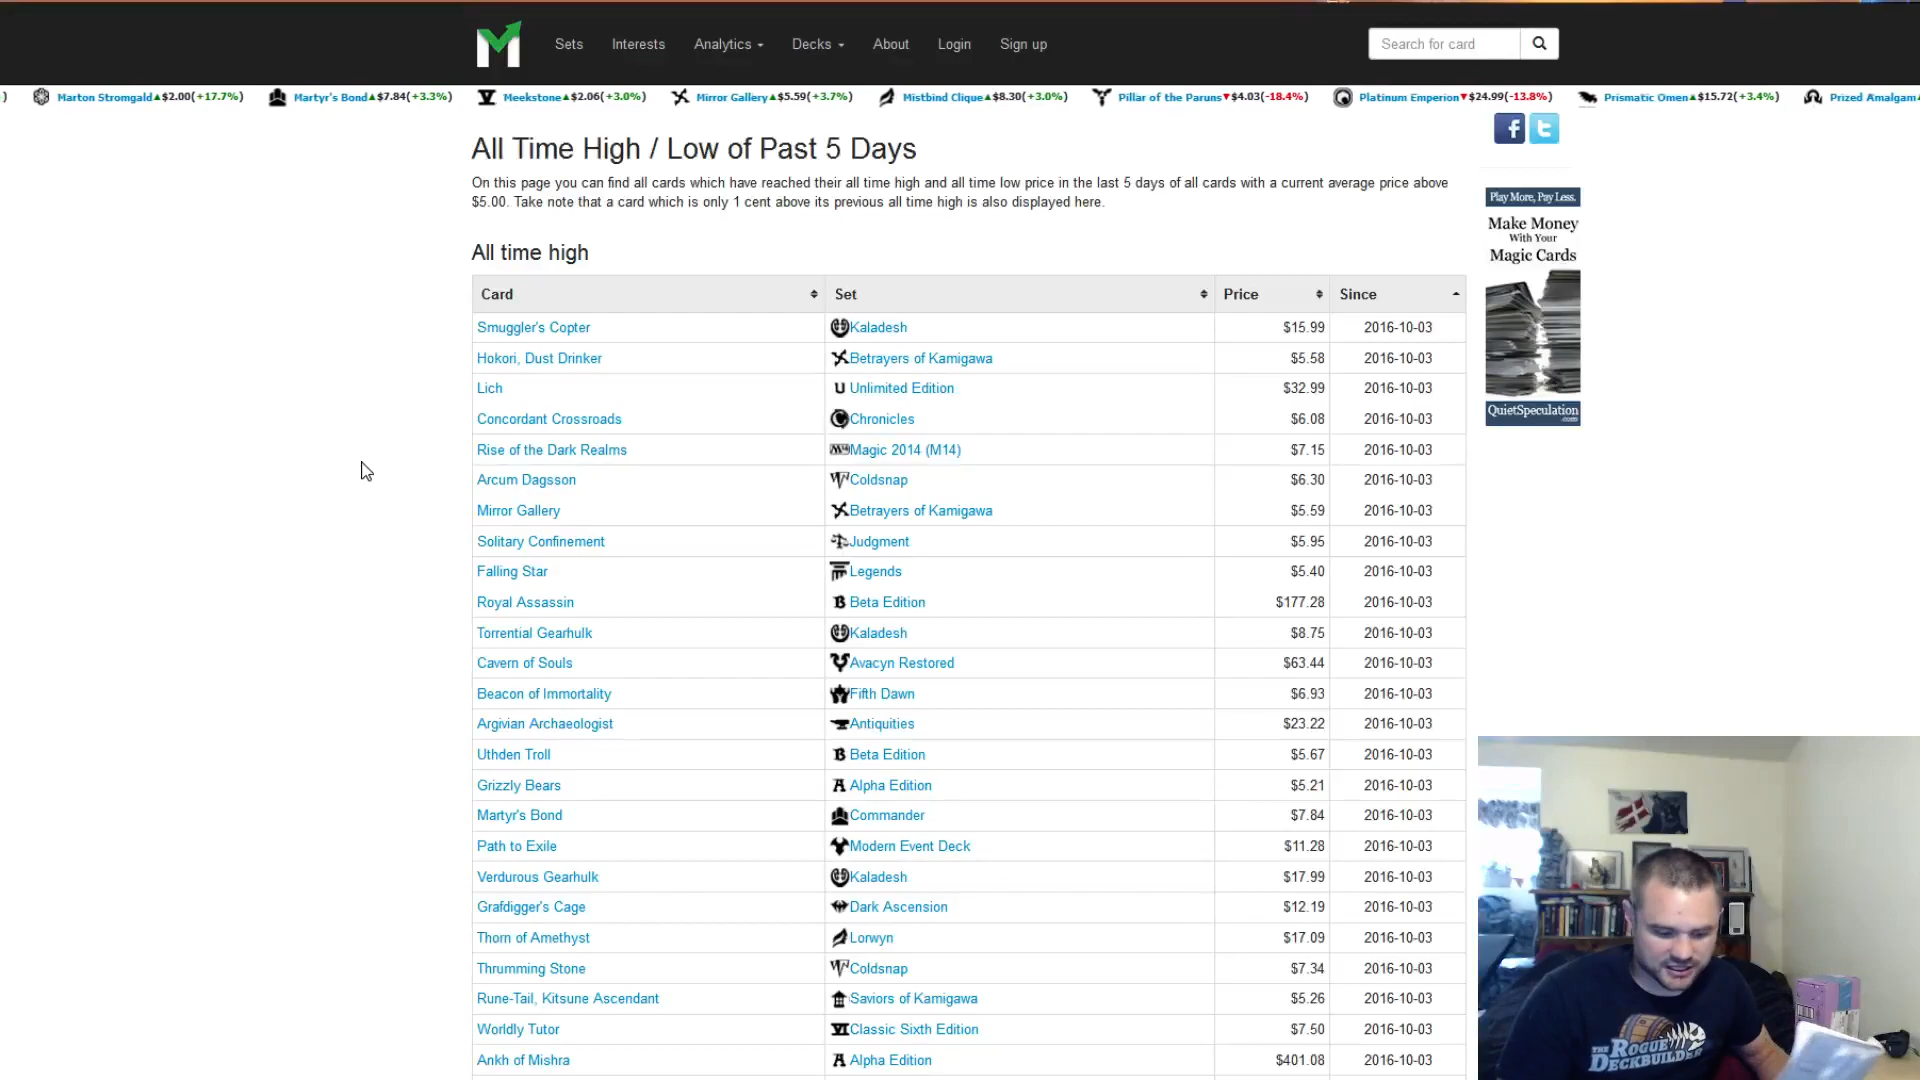 M Sets Interests Analytics Decks About Login Sign up Search for card
) Marton Stromgald▲$2.00(+17.7%) Martyr's Bond▲$7.84(+3.3%) Meekstone▲$2.06(+3.0%) Mirror Gallery▲$5.59(+3.7%) Mistbind Clique▲$8.30(+3.0%) Pillar of the Paruns▼$4.03(-18.4%) Platinum Emperion▼$24.99(-13.8%) Prismatic Omen▲$15.72(+3.4%) Prized Amalgam
All Time High / Low of Past 5 Days
On this page you can find all cards which have reached their all time high and all time low price in the last 5 days of all cards with a current average price above
$5.00. Take note that a card which is only 1 cent above its previous all time high is also displayed here.
All time high
Card Set Price Since
Smuggler's Copter Kaladesh $15.99 2016-10-03
Hokori, Dust Drinker Betrayers of Kamigawa $5.58 2016-10-03
Lich U Unlimited Edition $32.99 2016-10-03
Concordant Crossroads Chronicles $6.08 2016-10-03
Rise of the Dark Realms M14 Magic 2014 (M14) $7.15 2016-10-03
Arcum Dagsson Coldsnap $6.30 2016-10-03
Mirror Gallery Betrayers of Kamigawa $5.59 2016-10-03
Solitary Confinement Judgment $5.95 2016-10-03
Falling Star Legends $5.40 2016-10-03
Royal Assassin B Beta Edition $177.28 2016-10-03
Torrential Gearhulk Kaladesh $8.75 2016-10-03
Cavern of Souls Avacyn Restored $63.44 2016-10-03
Beacon of Immortality Fifth Dawn $6.93 2016-10-03
Argivian Archaeologist Antiquities $23.22 2016-10-03
Uthden Troll B Beta Edition $5.67 2016-10-03
Grizzly Bears A Alpha Edition $5.21 2016-10-03
Martyr's Bond Commander $7.84 2016-10-03
Path to Exile Modern Event Deck $11.28 2016-10-03
Verdurous Gearhulk Kaladesh $17.99 2016-10-03
Grafdigger's Cage Dark Ascension $12.19 2016-10-03
Thorn of Amethyst Lorwyn $17.09 2016-10-03
Thrumming Stone Coldsnap $7.34 2016-10-03
Rune-Tail, Kitsune Ascendant Saviors of Kamigawa $5.26 2016-10-03
Worldly Tutor VI Classic Sixth Edition $7.50 2016-10-03
Ankh of Mishra A Alpha Edition $401.08 2016-10-03
f t
Play More, Pay Less.
Make Money
With Your
Magic Cards
QuietSpeculation
.com
THE ROGUE
DECKBUILDER